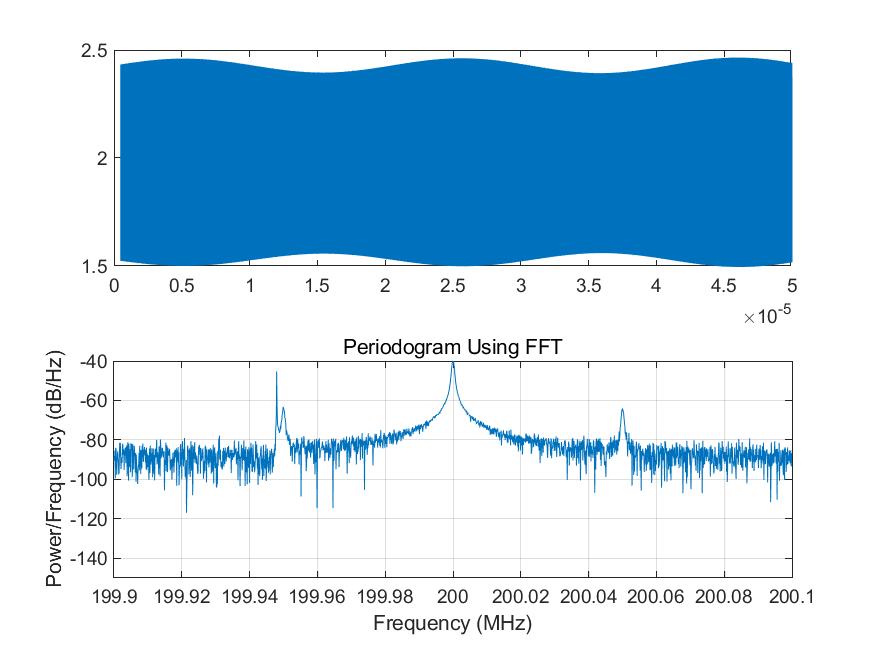 2.5
2
1.5
0 0.5 1 1.5 2 2.5 3 3.5 4 4.5 5
×10-5
Periodogram Using FFT
Power/Frequency (dB/Hz)
-40
-60
-80
-100
-120
-140
199.9 199.92 199.94 199.96 199.98 200 200.02 200.04 200.06 200.08 200.1
Frequency (MHz)